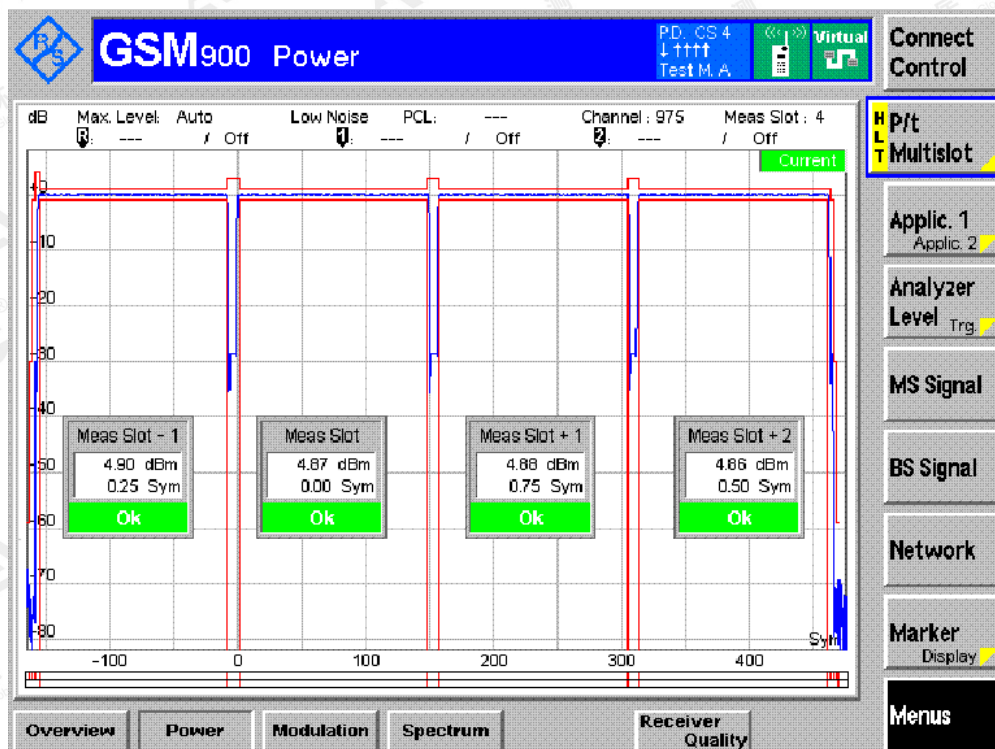 R S
GSM900 Power
P.D. CS 4
↓↑↑↑↑
Test M. A
Virtual
Connect Control
dB Max. Level: Auto Low Noise PCL: --- Channel : 975 Meas Slot : 4
R: --- / Off 1: --- / Off 2: --- / Off
Current
HLT
P/t Multislot
Applic. 1
Applic. 2
Analyzer Level Trg.
MS Signal
BS Signal
Network
Marker
Display
Menus
+0
-10
-20
-30
-40
-50
-60
-70
-80
Meas Slot - 1
4.90 dBm
0.25 Sym
Ok
Meas Slot
4.87 dBm
0.00 Sym
Ok
Meas Slot + 1
4.88 dBm
0.75 Sym
Ok
Meas Slot + 2
4.86 dBm
0.50 Sym
Ok
Sym
-100 0 100 200 300 400
Overview Power Modulation Spectrum Receiver Quality